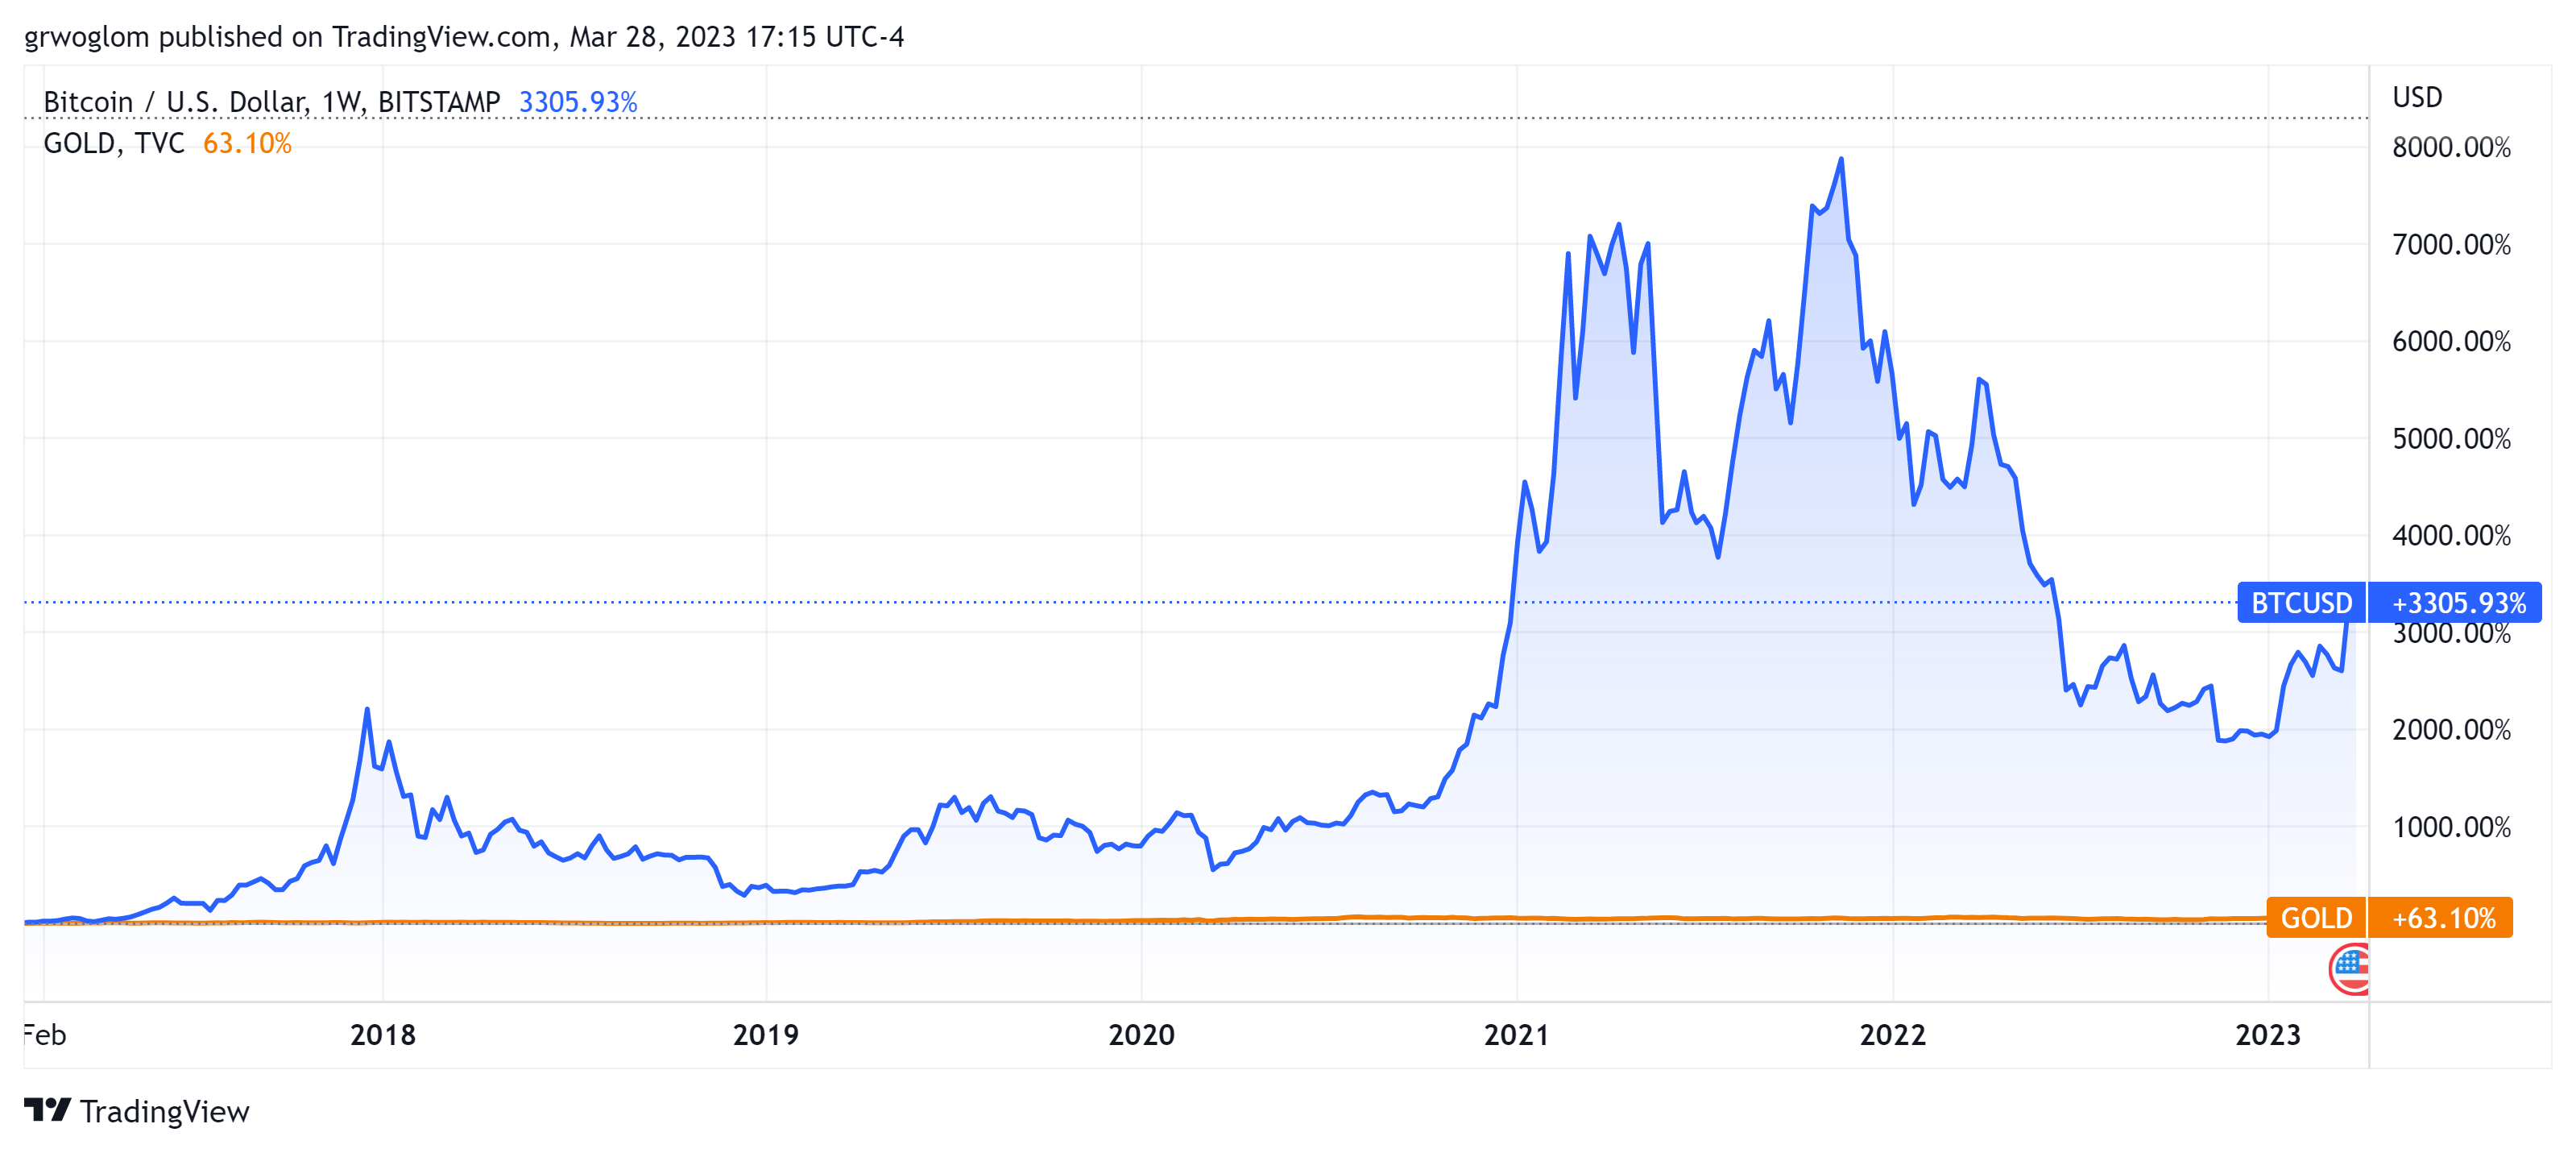 grwoglom published on TradingView.com, Mar 28, 2023 17:15 UTC-4
Bitcoin / U.S. Dollar, 1W, BITSTAMP 3305.93%
GOLD, TVC 63.10%
USD
8000.00%
7000.00%
6000.00%
5000.00%
4000.00%
BTCUSD +3305.93%
3000.00%
2000.00%
1000.00%
GOLD +63.10%
Feb 2018 2019 2020 2021 2022 2023
TradingView